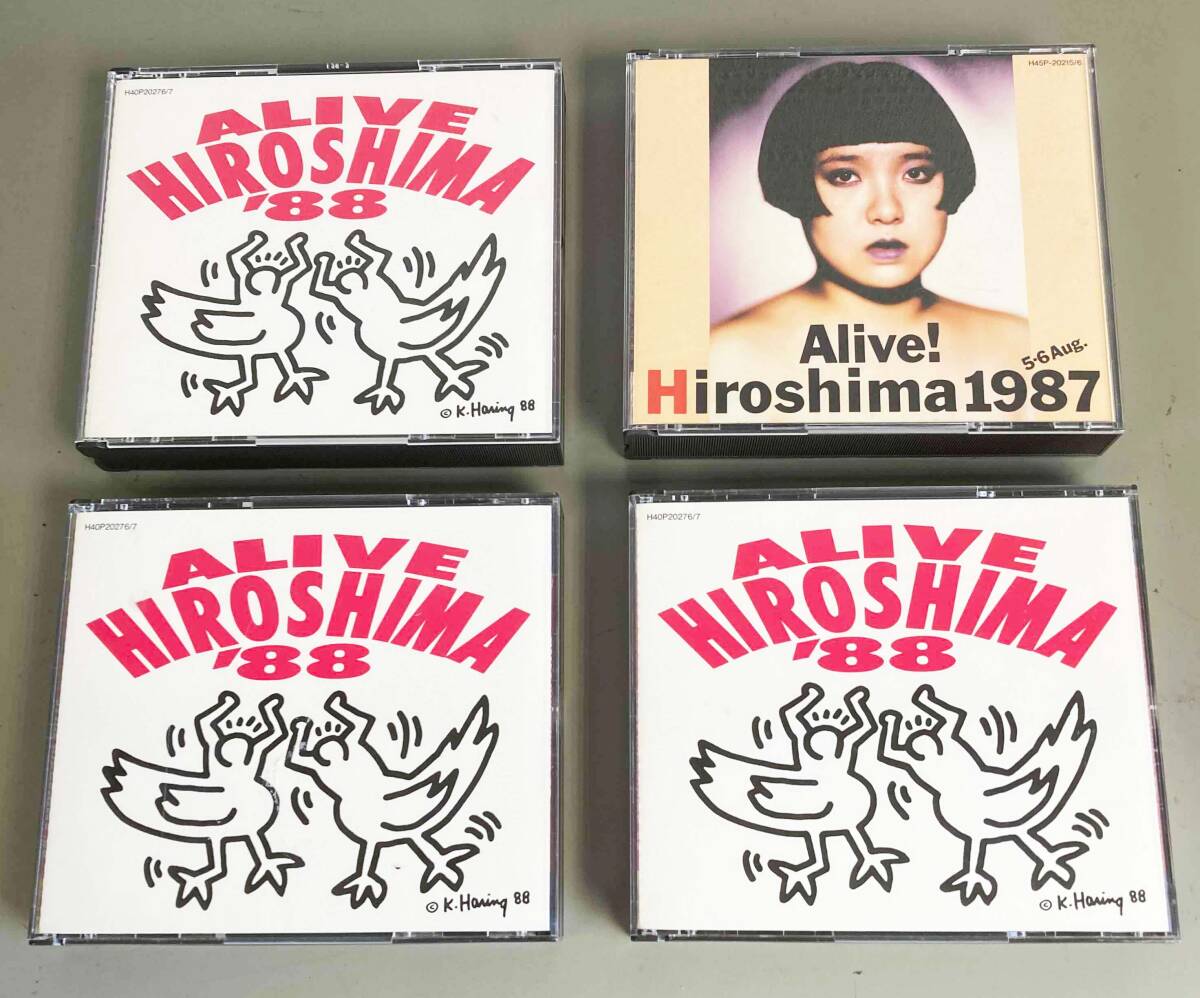 H40P20276/7
ALIVE
HIROSHIMA
'88
© K. Haring 88
H45P-20215/6
Alive!
5·6 Aug.
Hiroshima 1987
H40P20276/7
ALIVE
HIROSHIMA
'88
© K. Haring 88
H40P20276/7
ALIVE
HIROSHIMA
'88
© K. Haring 88